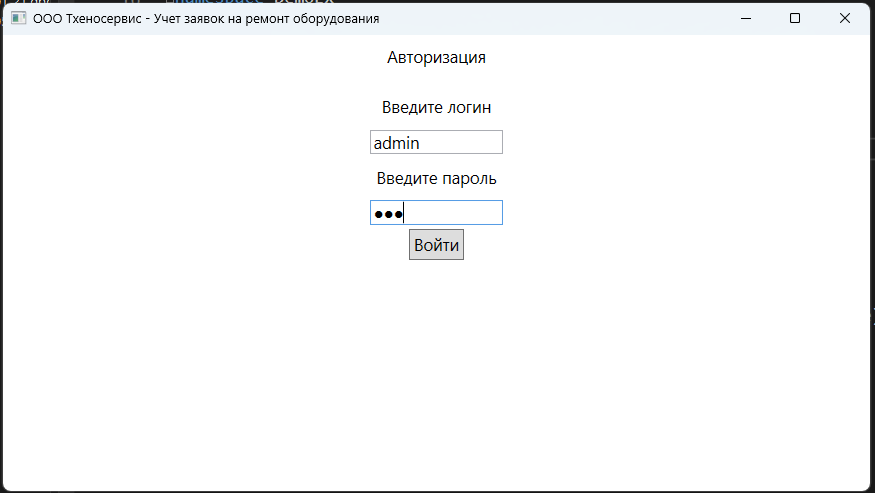 ООО Тхеносервис - Учет заявок на ремонт оборудования
Авторизация
Введите логин
admin
Введите пароль
●●●
Войти